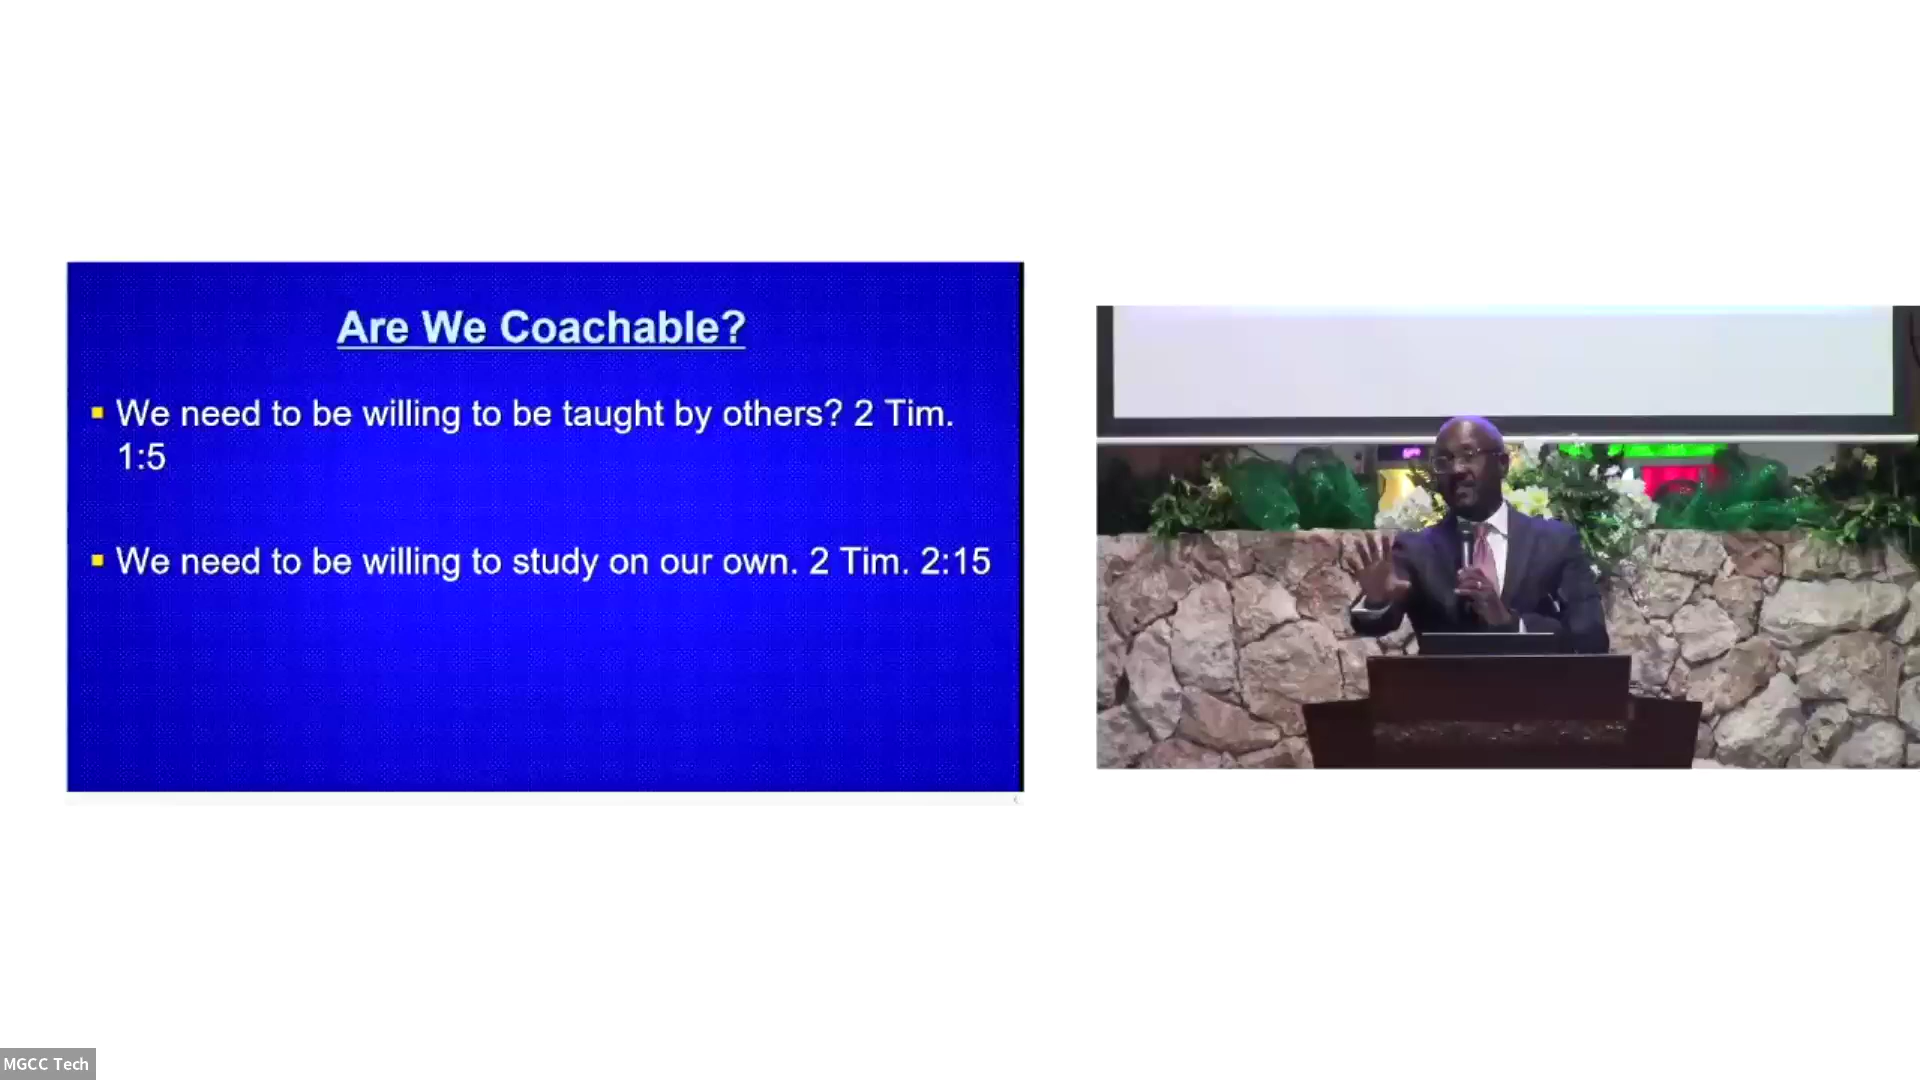 Are We Coachable?
We need to be willing to be taught by others? 2 Tim.
1:5
We need to be willing to study on our own. 2 Tim. 2:15
MGCC Tech